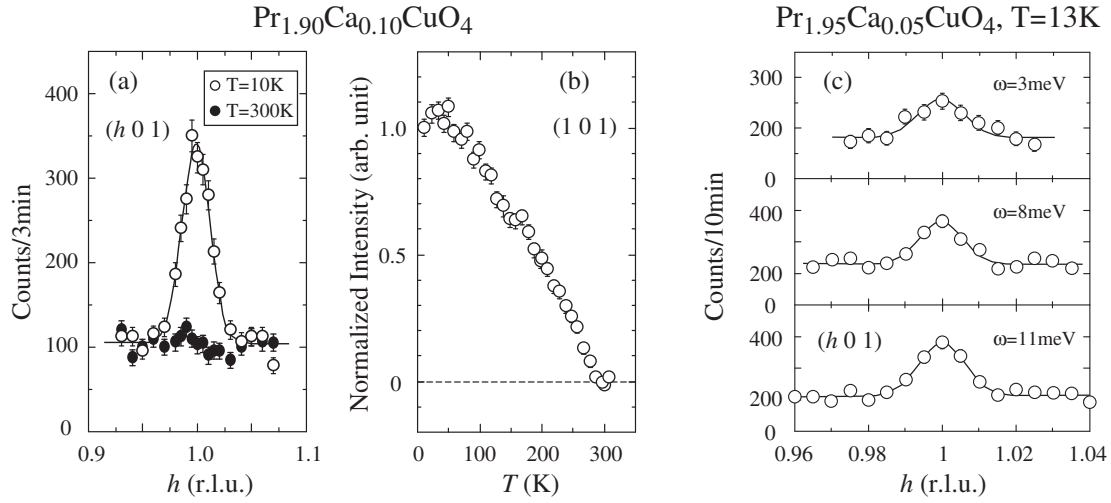 Pr1.90Ca0.10CuO4
Pr1.95Ca0.05CuO4, T=13K
(a)
T=10K
T=300K
(h 0 1)
Counts/3min
400
300
200
100
0
0.9
1.0
1.1
h (r.l.u.)
(b)
(1 0 1)
Normalized Intensity (arb. unit)
1.0
0.5
0
0
100
200
300
T (K)
(c)
ω=3meV
300
200
0
ω=8meV
400
200
0
(h 0 1)
ω=11meV
400
200
0
Counts/10min
0.96
0.98
1
1.02
1.04
h (r.l.u.)